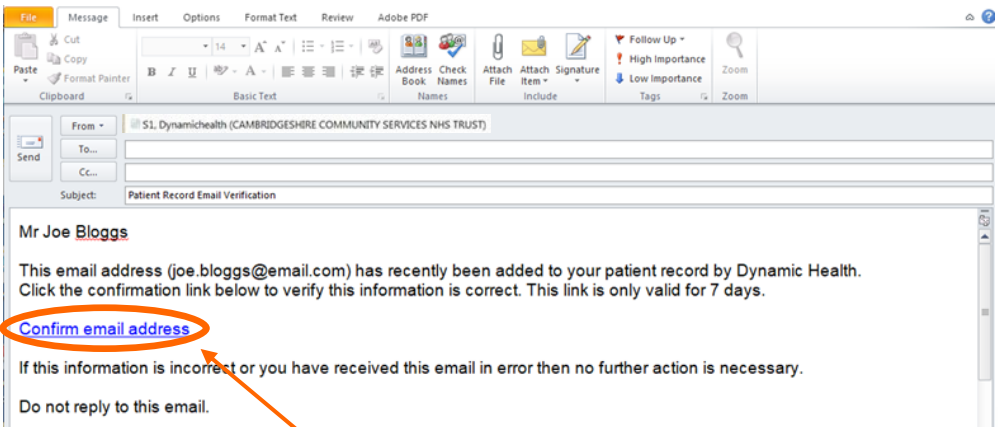 File Message Insert Options Format Text Review Adobe PDF
Cut
Copy
Format Painter
Paste
Clipboard
14
B I U
Basic Text
Address Book
Check Names
Names
Attach File
Attach Item
Signature
Include
Follow Up
High Importance
Low Importance
Tags
Zoom
Zoom
Send
From S1, Dynamichealth (CAMBRIDGESHIRE COMMUNITY SERVICES NHS TRUST)
To...
Cc...
Subject: Patient Record Email Verification
Mr Joe Bloggs
This email address (joe.bloggs@email.com) has recently been added to your patient record by Dynamic Health.
Click the confirmation link below to verify this information is correct. This link is only valid for 7 days.
Confirm email address
If this information is incorrect or you have received this email in error then no further action is necessary.
Do not reply to this email.